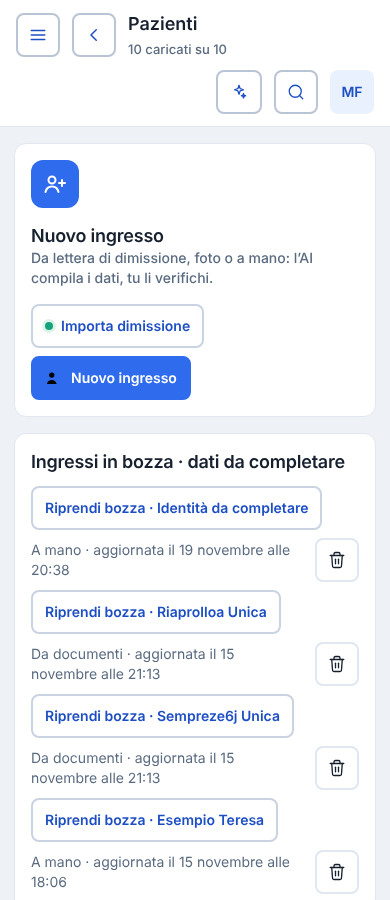 Pazienti
10 caricati su 10
MF
Nuovo ingresso
Da lettera di dimissione, foto o a mano: l’AI
compila i dati, tu li verifichi.
Importa dimissione
Nuovo ingresso
Ingressi in bozza · dati da completare
Riprendi bozza · Identità da completare
A mano · aggiornata il 19 novembre alle
20:38
Riprendi bozza · Riaprolloa Unica
Da documenti · aggiornata il 15
novembre alle 21:13
Riprendi bozza · Sempreze6j Unica
Da documenti · aggiornata il 15
novembre alle 21:13
Riprendi bozza · Esempio Teresa
A mano · aggiornata il 15 novembre alle
18:06